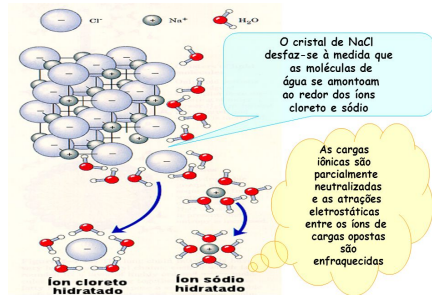 Cl⁻ Na⁺ H₂O
O cristal de NaCl
desfaz-se à medida que
as moléculas de
água se amontoam
ao redor dos íons
cloreto e sódio
As cargas
iônicas são
parcialmente
neutralizadas
e as atrações
eletrostáticas
entre os íons de
cargas opostas
são
enfraquecidas
Íon cloreto
hidratado
Íon sódio
hidratado